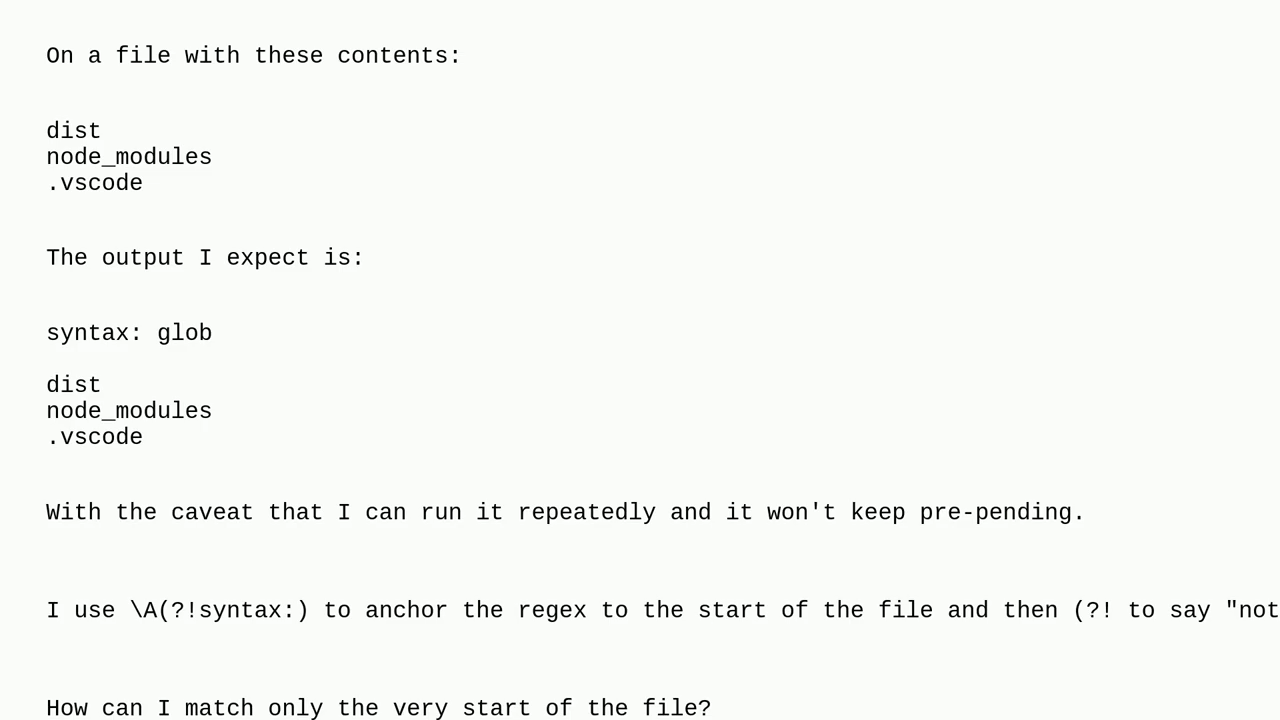 On a file with these contents:
dist
node_modules
.vscode
The output I expect is:
syntax: glob
dist
node_modules
.vscode
With the caveat that I can run it repeatedly and it won't keep pre-pending.
I use \A(?!syntax:) to anchor the regex to the start of the file and then (?! to say "not
How can I match only the very start of the file?